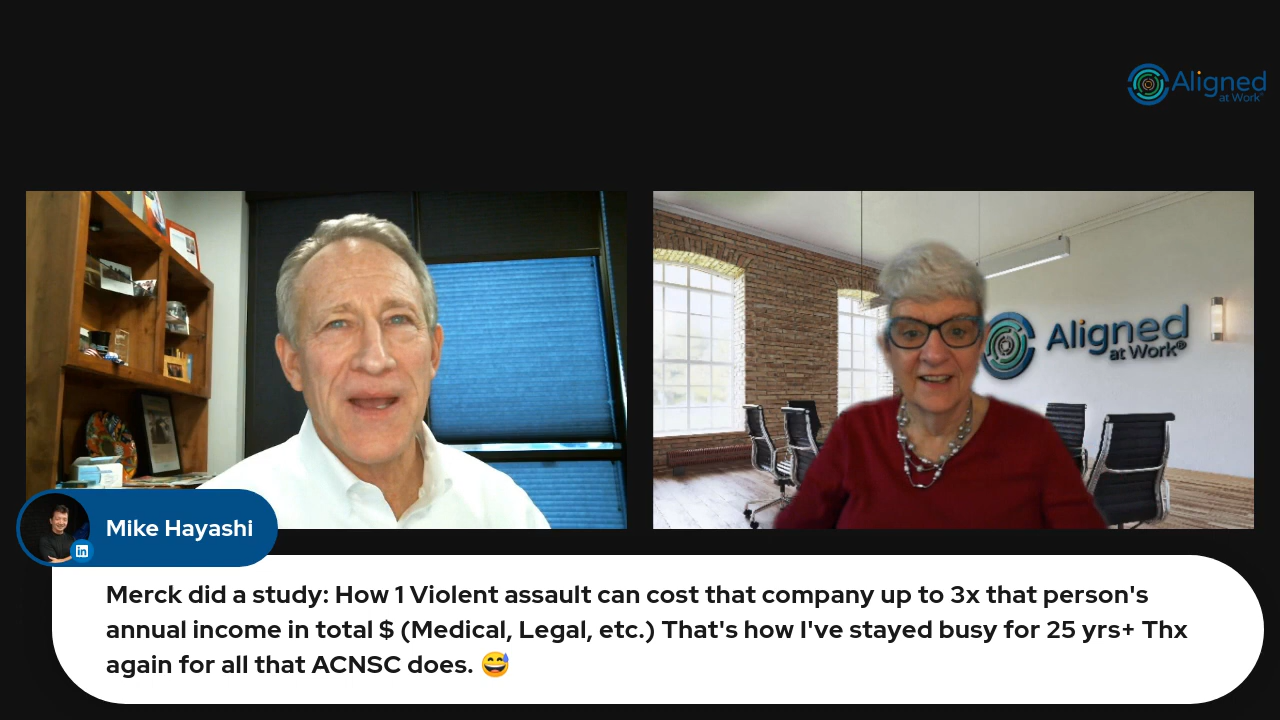 Aligned
at Work®
Aligned
at Work®
Mike Hayashi
in
Merck did a study: How 1 Violent assault can cost that company up to 3x that person's
annual income in total $ (Medical, Legal, etc.) That's how I've stayed busy for 25 yrs+ Thx
again for all that ACNSC does. 😅